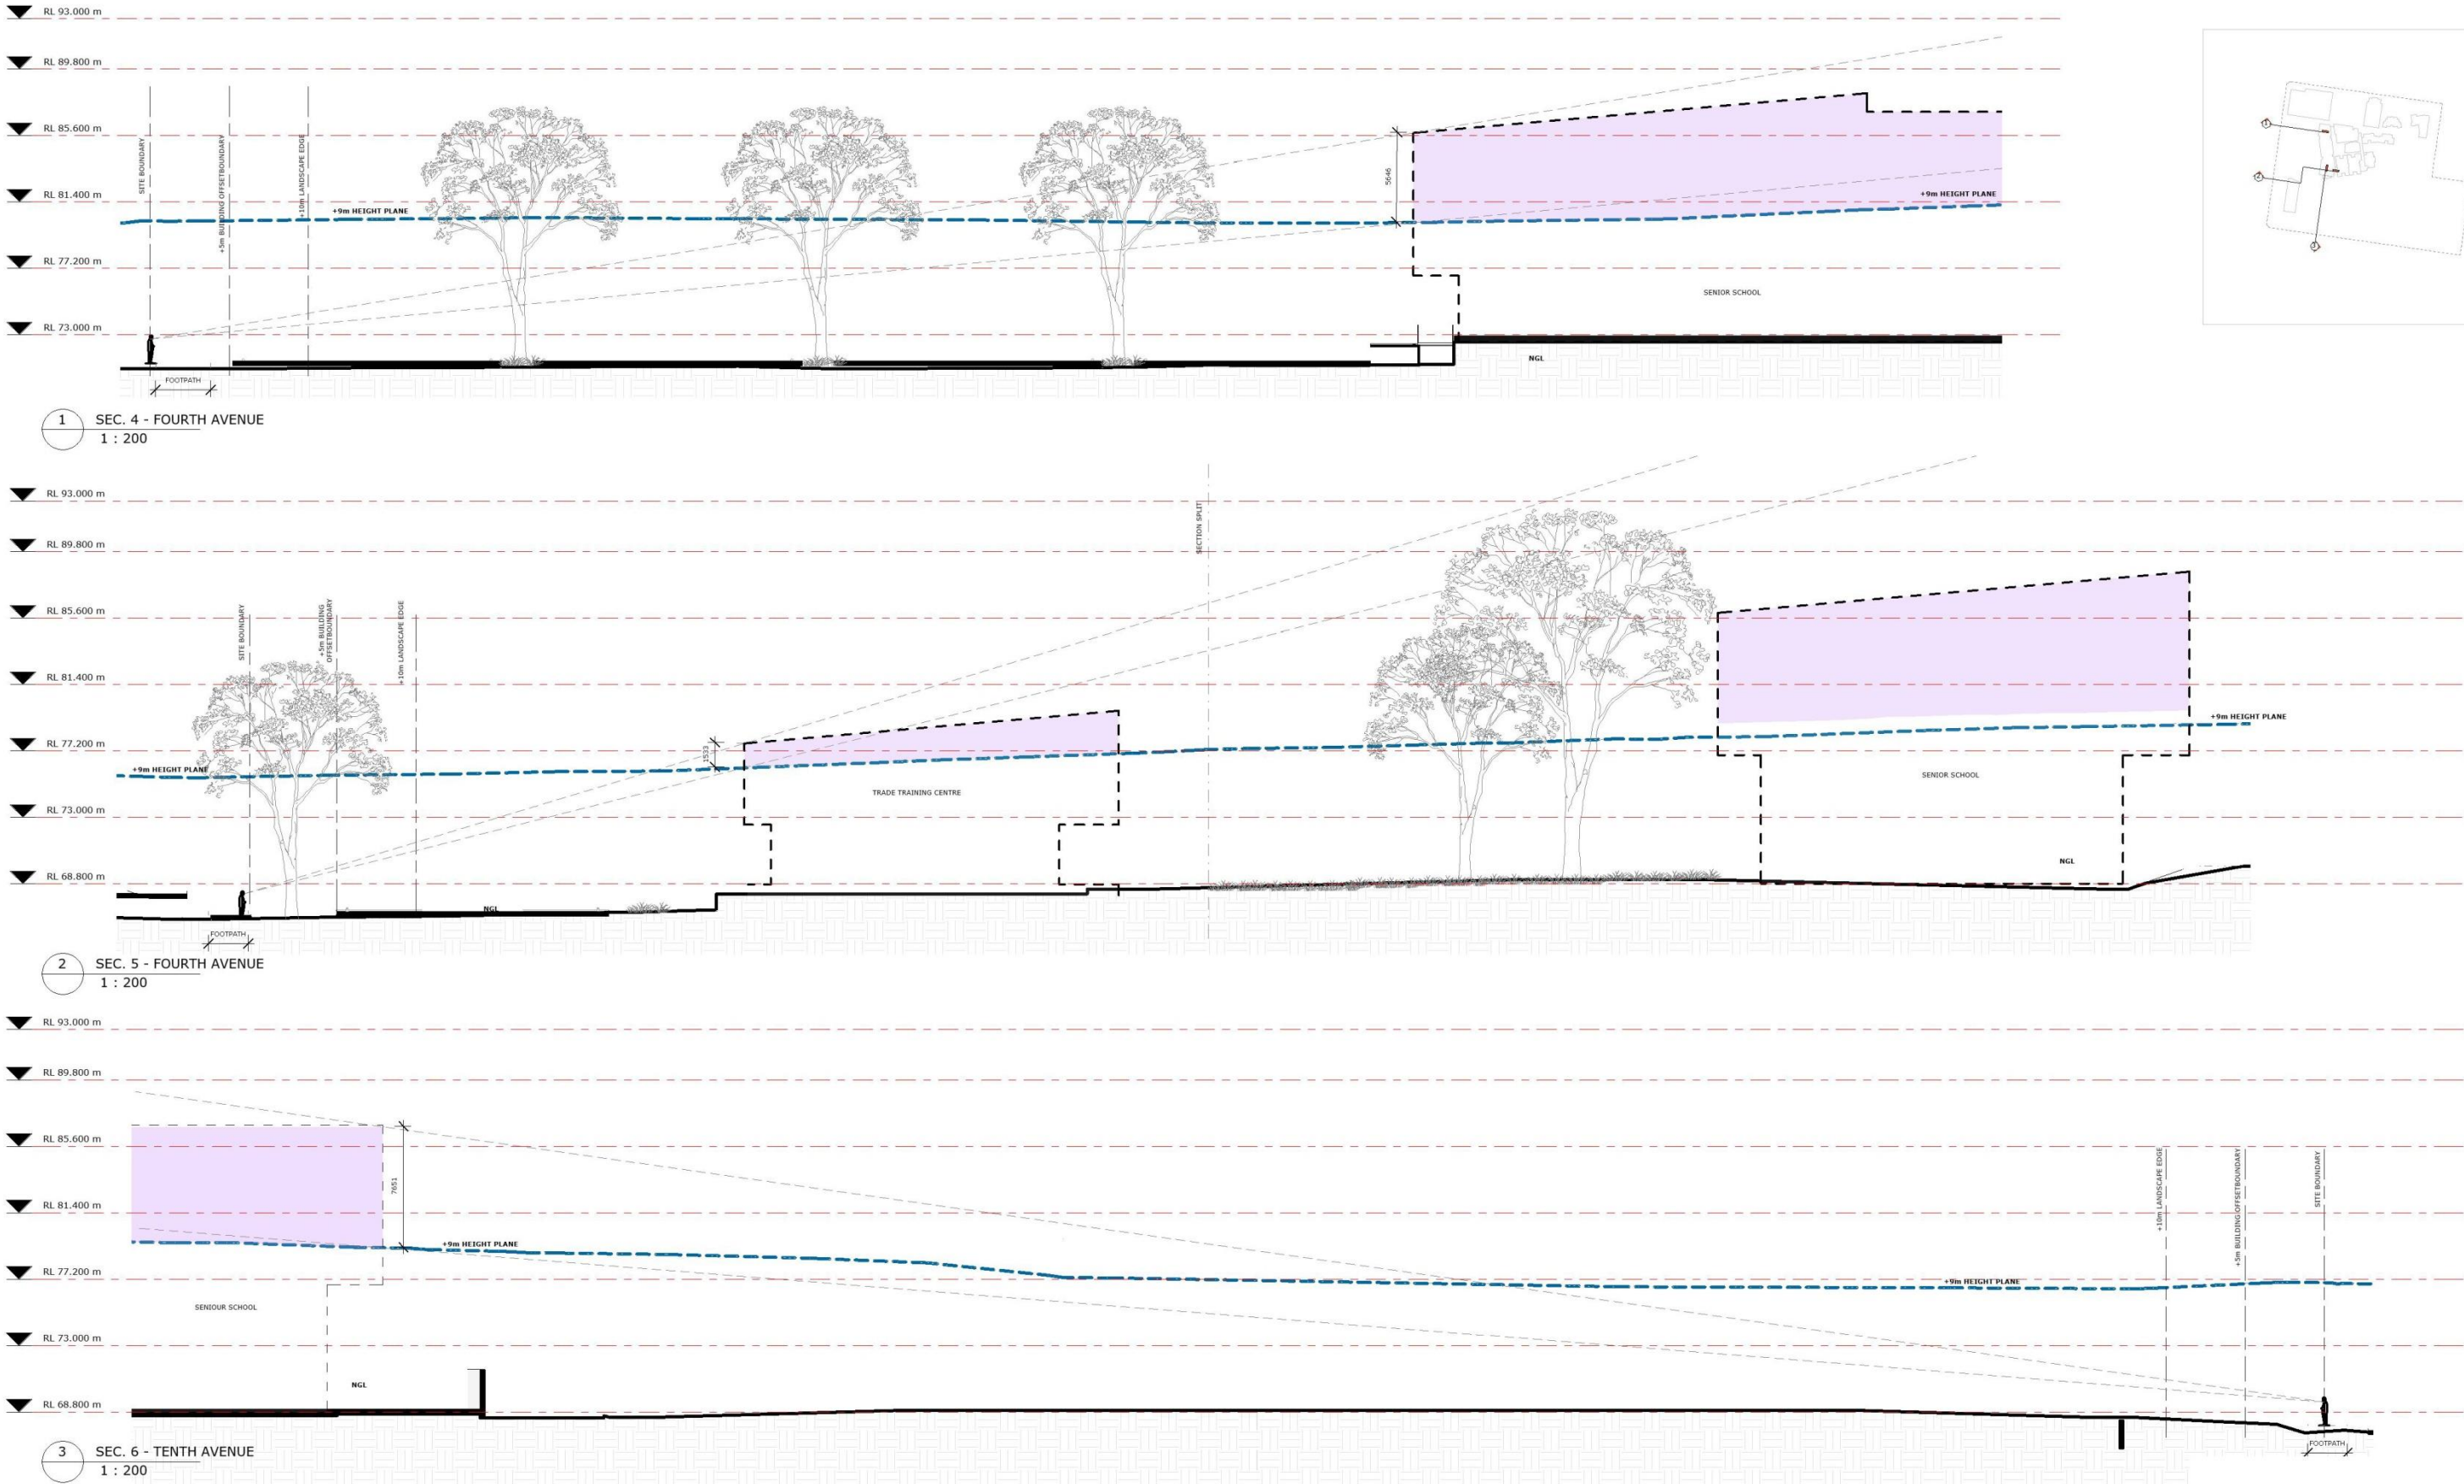 RL 93.000 m
RL 89.800 m
RL 85.600 m
RL 81.400 m
RL 77.200 m
RL 73.000 m
SITE BOUNDARY
+5m BUILDING OFFSETBOUNDARY
+10m LANDSCAPE EDGE
+9m HEIGHT PLANE
5646
+9m HEIGHT PLANE
SENIOR SCHOOL
NGL
FOOTPATH
1 SEC. 4 - FOURTH AVENUE
1 : 200
RL 93.000 m
RL 89.800 m
RL 85.600 m
RL 81.400 m
RL 77.200 m
RL 73.000 m
RL 68.800 m
SITE BOUNDARY
+5m BUILDING
OFFSETBOUNDARY
+10m LANDSCAPE EDGE
SECTION SPLIT
+9m HEIGHT PLANE
1533
TRADE TRAINING CENTRE
+9m HEIGHT PLANE
SENIOR SCHOOL
NGL
NGL
FOOTPATH
2 SEC. 5 - FOURTH AVENUE
1 : 200
RL 93.000 m
RL 89.800 m
RL 85.600 m
RL 81.400 m
RL 77.200 m
RL 73.000 m
RL 68.800 m
7651
+9m HEIGHT PLANE
SENIOUR SCHOOL
NGL
+9m HEIGHT PLANE
+10m LANDSCAPE EDGE
+5m BUILDING OFFSETBOUNDARY
SITE BOUNDARY
FOOTPATH
3 SEC. 6 - TENTH AVENUE
1 : 200